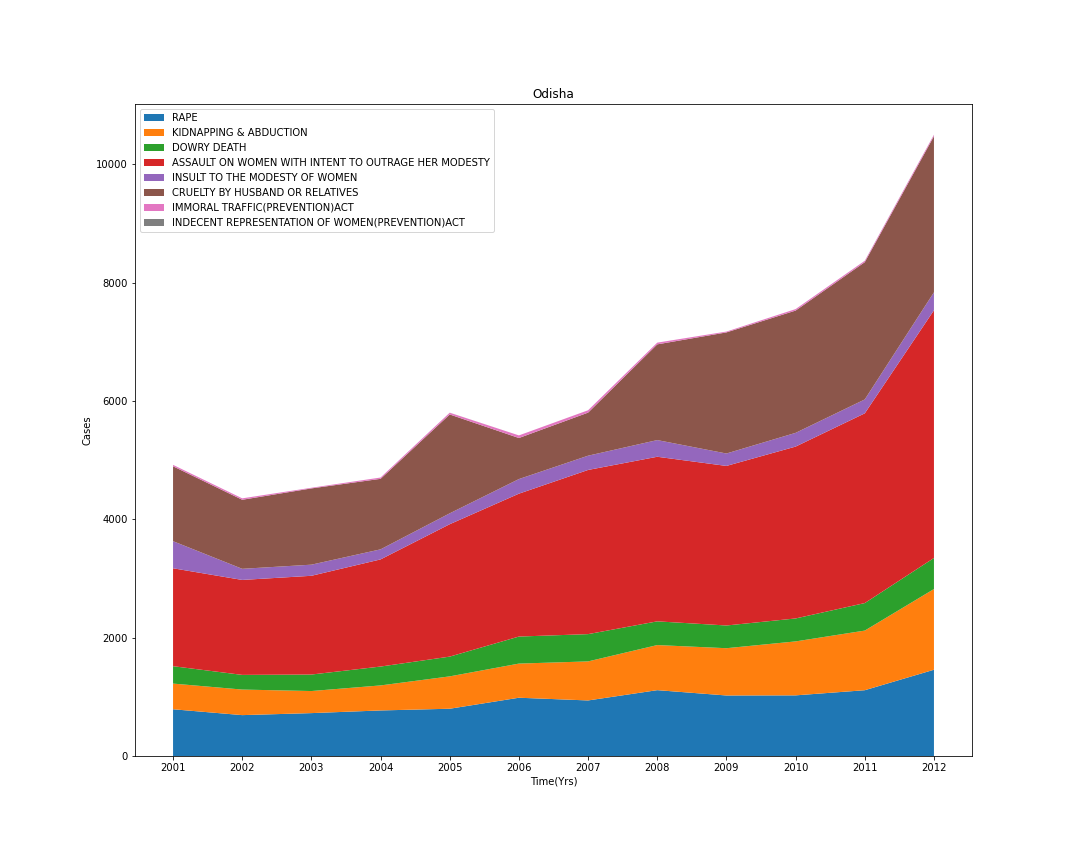 Odisha
RAPE
KIDNAPPING & ABDUCTION
DOWRY DEATH
ASSAULT ON WOMEN WITH INTENT TO OUTRAGE HER MODESTY
INSULT TO THE MODESTY OF WOMEN
CRUELTY BY HUSBAND OR RELATIVES
IMMORAL TRAFFIC(PREVENTION)ACT
INDECENT REPRESENTATION OF WOMEN(PREVENTION)ACT
10000
8000
6000
4000
2000
0
Cases
2001 2002 2003 2004 2005 2006 2007 2008 2009 2010 2011 2012
Time(Yrs)